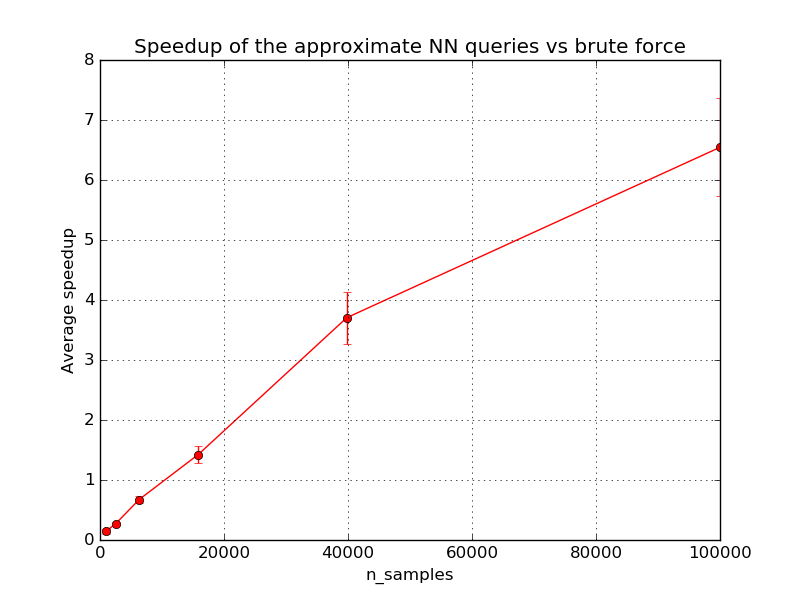 Speedup of the approximate NN queries vs brute force
8
7
6
5
4
3
2
1
0
Average speedup
0 20000 40000 60000 80000 100000
n_samples